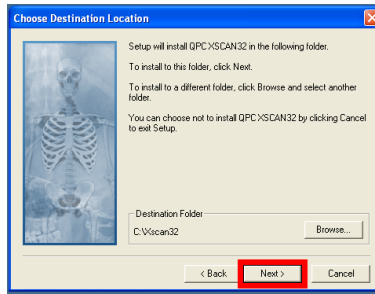 Choose Destination Location
Setup will install QPC XSCAN32 in the following folder.
To install to this folder, click Next.
To install to a different folder, click Browse and select another
folder.
You can choose not to install QPC XSCAN32 by clicking Cancel
to exit Setup.
Destination Folder
C:\Xscan32
Browse...
< Back
Next >
Cancel